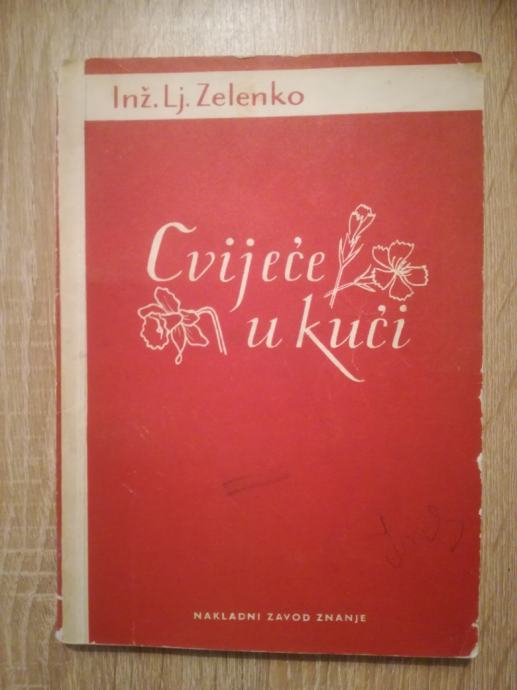 Inž. Lj. Zelenko
Cvijeće
u kući
NAKLADNI ZAVOD ZNANJE